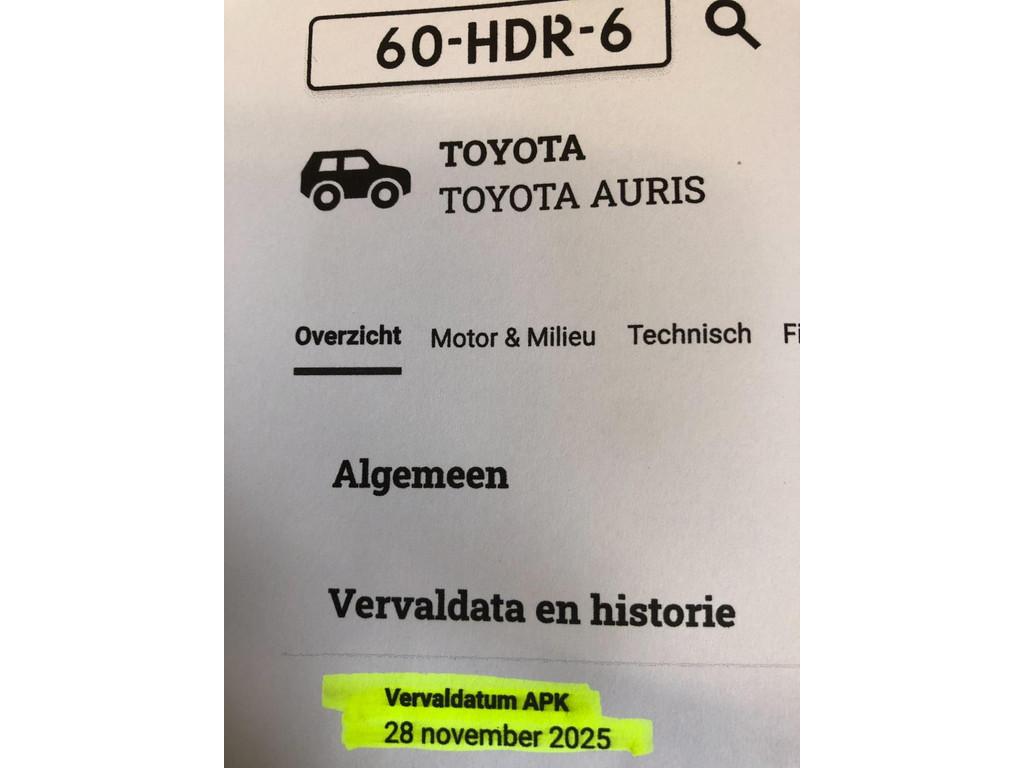 60-HDR-6
TOYOTA
TOYOTA AURIS
Overzicht Motor & Milieu Technisch Fi
Algemeen
Vervaldata en historie
Vervaldatum APK
28 november 2025